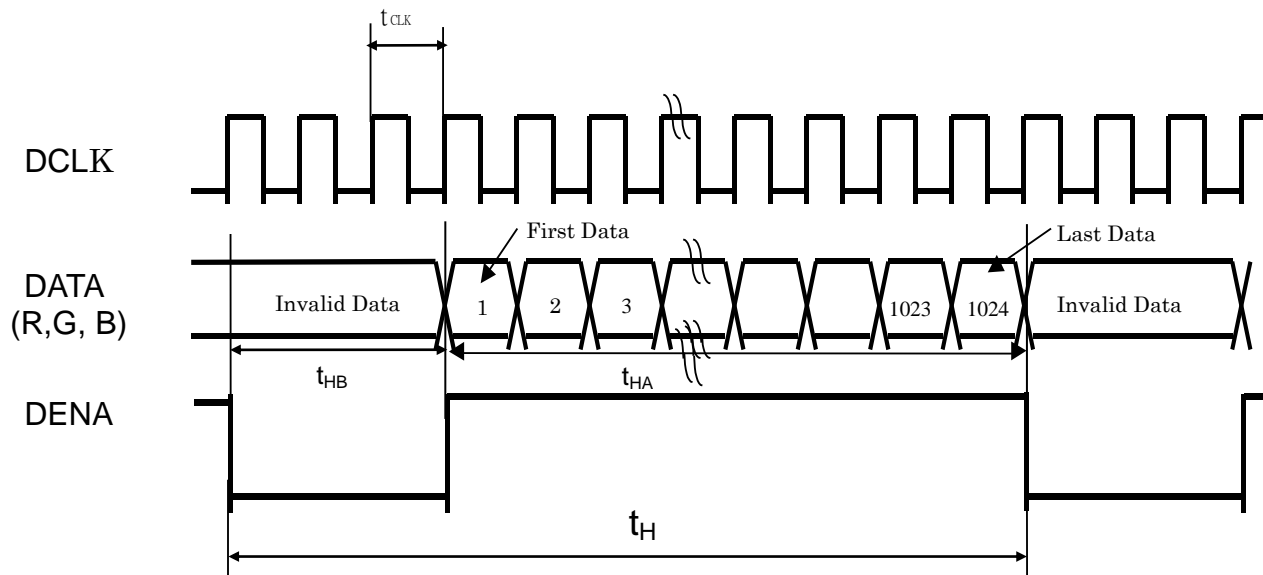 t CLK
DCLK
First Data
Last Data
DATA
(R,G, B)
Invalid Data
1
2
3
1023
1024
Invalid Data
tHB
tHA
DENA
tH